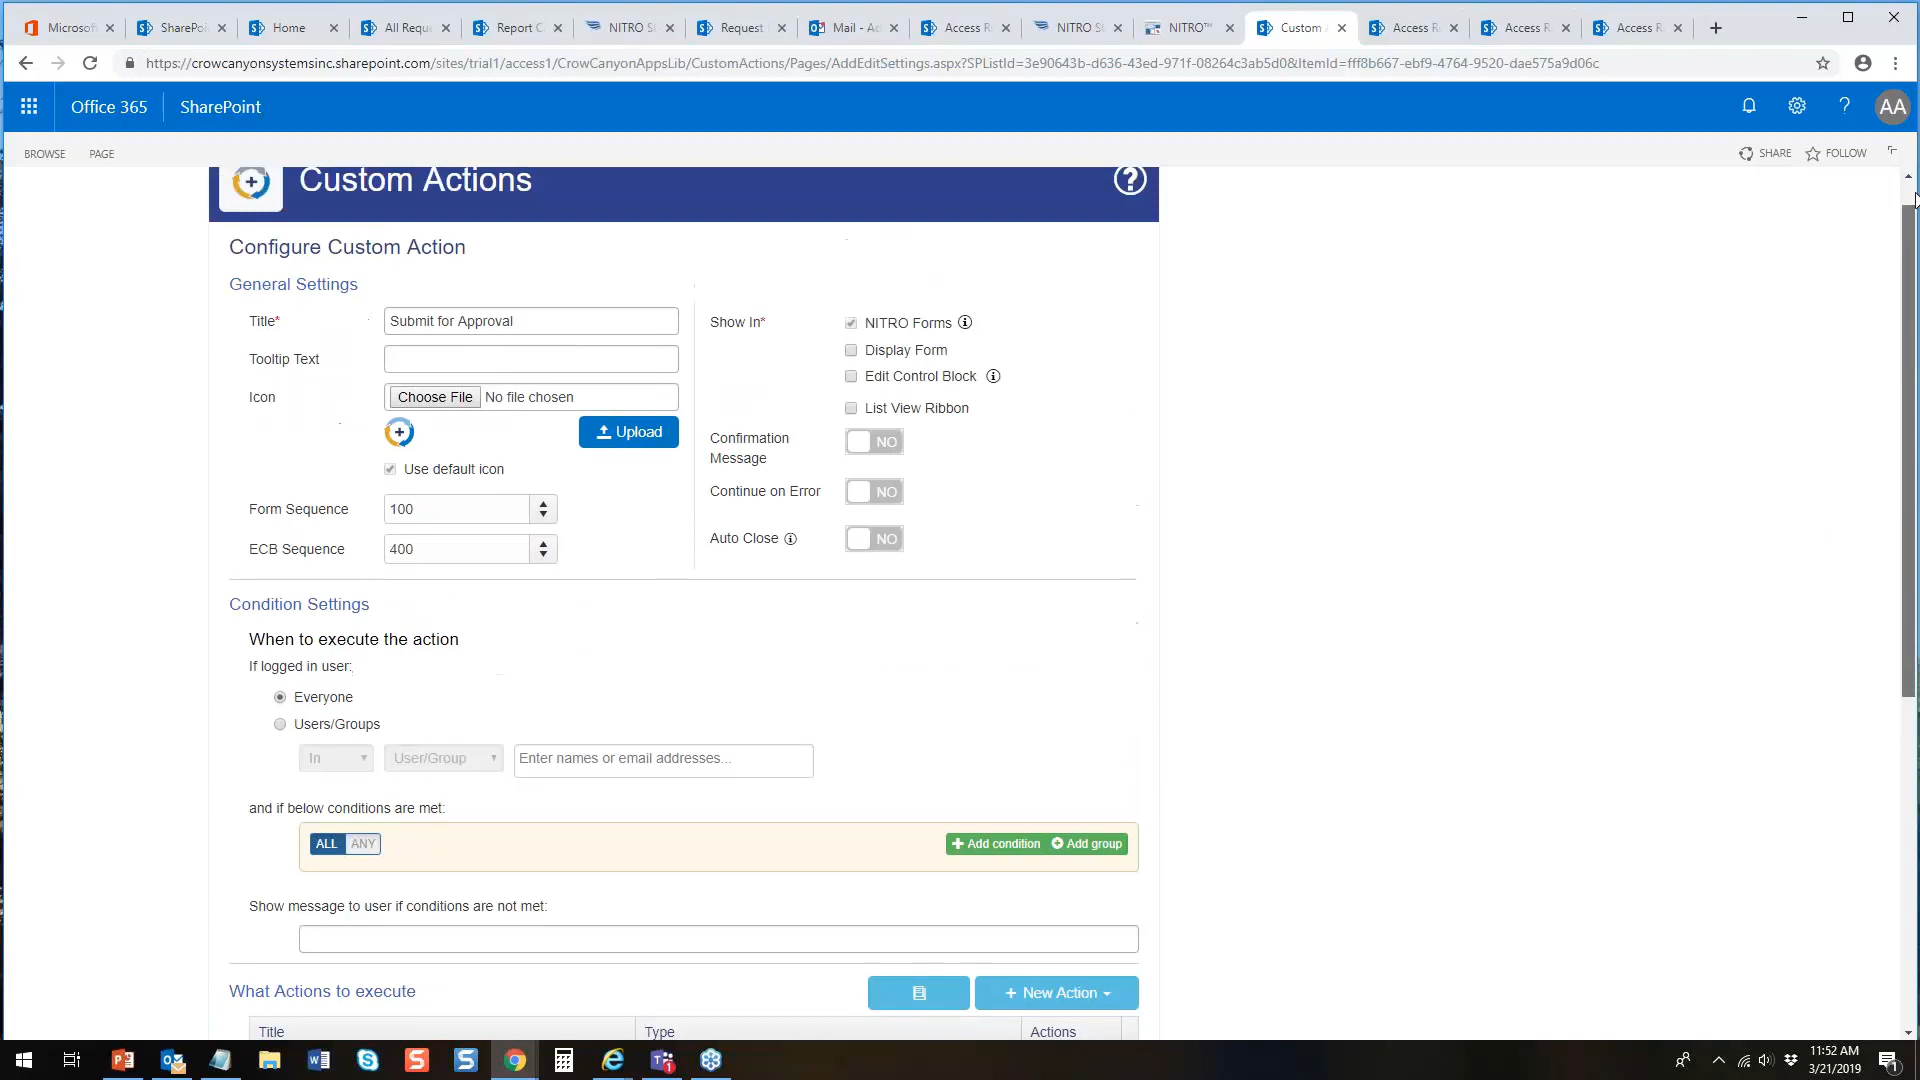 Microsof
SharePoi
Home
All Requ
Report C
NITRO S
Request
Mail - Ad
Access R
NITRO S
NITRO™
Custom
Access R
Access R
Access R
https://crowcanyonsystemsinc.sharepoint.com/sites/trial1/access1/CrowCanyonAppsLib/CustomActions/Pages/AddEditSettings.aspx?SPListId=3e90643b-d636-43ed-971f-08264c3ab5d0&ItemId=fff8b667-ebf9-4764-9520-dae575a9d06c
Office 365 SharePoint AA
BROWSE PAGE SHARE FOLLOW
Custom Actions
Configure Custom Action
General Settings
Title* Submit for Approval
Show In* NITRO Forms
Tooltip Text
Display Form
Icon Choose File No file chosen
Edit Control Block
List View Ribbon
Upload
Confirmation
Message NO
Use default icon
Continue on Error NO
Form Sequence 100
Auto Close NO
ECB Sequence 400
Condition Settings
When to execute the action
If logged in user:
Everyone
Users/Groups
In User/Group Enter names or email addresses...
and if below conditions are met:
ALL ANY Add condition Add group
Show message to user if conditions are not met:
What Actions to execute New Action
Title Type Actions
11:52 AM
3/21/2019